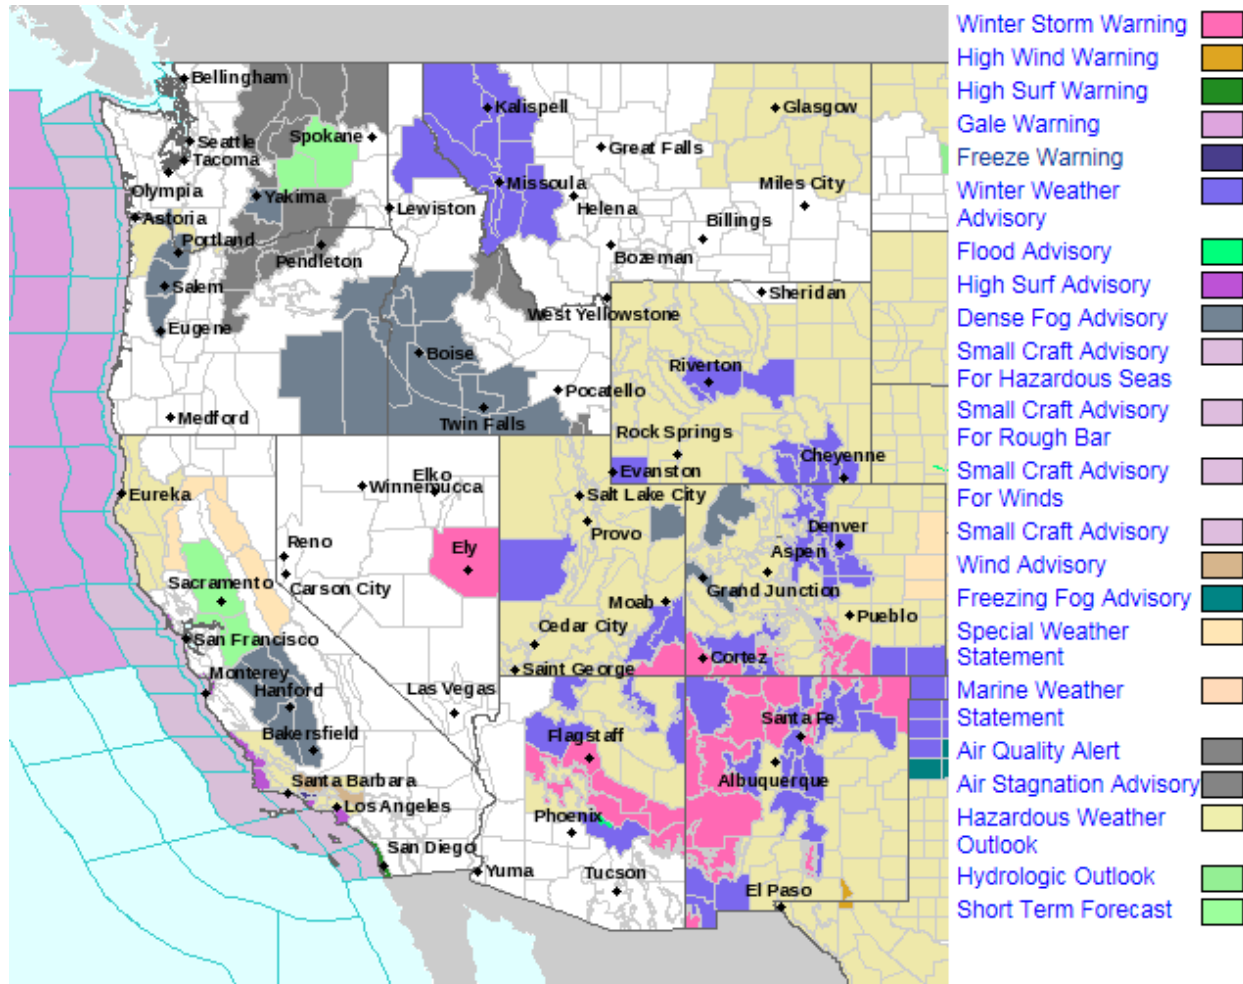 Bellingham
Seattle
Tacoma
Spokane
Olympia
Yakima
Astoria
Portland
Pendleton
Salem
Eugene
Medford
Kalispell
Great Falls
Glasgow
Missoula
Helena
Miles City
Lewiston
Billings
Bozeman
West Yellowstone
Sheridan
Boise
Pocatello
Twin Falls
Riverton
Rock Springs
Evanston
Cheyenne
Elko
Winnemucca
Salt Lake City
Provo
Eureka
Reno
Carson City
Ely
Denver
Aspen
Grand Junction
Sacramento
Moab
Pueblo
San Francisco
Cedar City
Saint George
Cortez
Monterey
Hanford
Las Vegas
Bakersfield
Flagstaff
Santa Fe
Santa Barbara
Los Angeles
Albuquerque
Phoenix
San Diego
Yuma
Tucson
El Paso
Winter Storm Warning
High Wind Warning
High Surf Warning
Gale Warning
Freeze Warning
Winter Weather
Advisory
Flood Advisory
High Surf Advisory
Dense Fog Advisory
Small Craft Advisory
For Hazardous Seas
Small Craft Advisory
For Rough Bar
Small Craft Advisory
For Winds
Small Craft Advisory
Wind Advisory
Freezing Fog Advisory
Special Weather
Statement
Marine Weather
Statement
Air Quality Alert
Air Stagnation Advisory
Hazardous Weather
Outlook
Hydrologic Outlook
Short Term Forecast